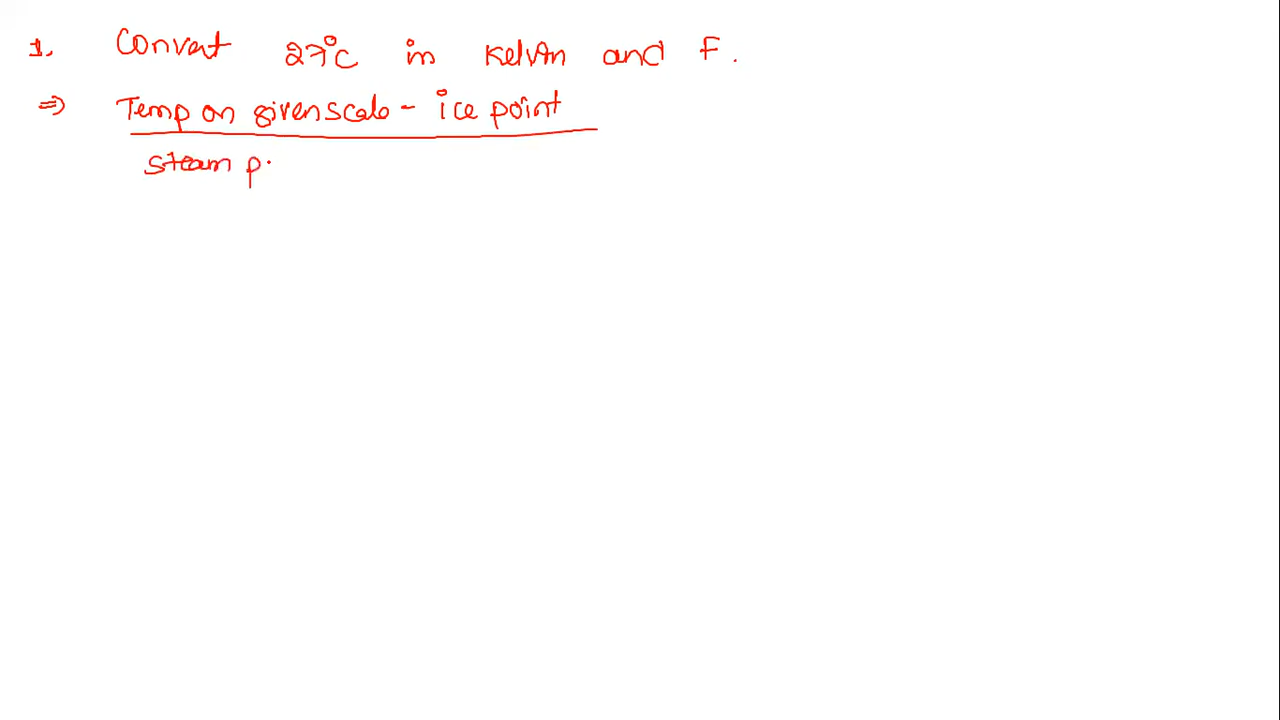 1. Convert 27°C in Kelvin and F.
⇒ Temp on given scale - ice point
steam p.